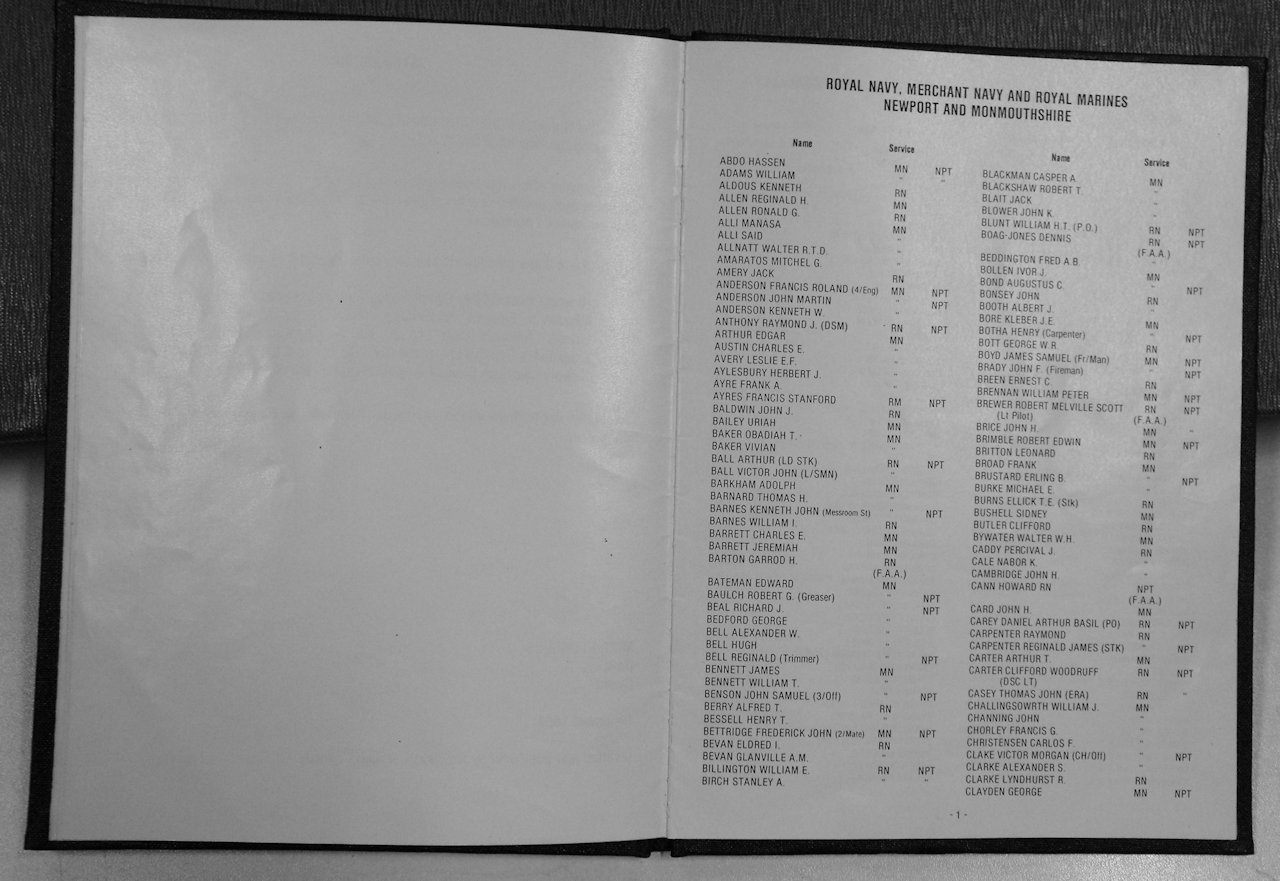 ROYAL NAVY, MERCHANT NAVY AND ROYAL MARINES
NEWPORT AND MONMOUTHSHIRE
Name Service
ABDO HASSEN MN NPT
ADAMS WILLIAM " "
ALDOUS KENNETH RN
ALLEN REGINALD H. MN
ALLEN RONALD G. RN
ALLI MANASA MN
ALLI SAID "
ALLNATT WALTER R.T.D. "
AMARATOS MITCHEL G. "
AMERY JACK RN
ANDERSON FRANCIS ROLAND (4/Eng) MN NPT
ANDERSON JOHN MARTIN " NPT
ANDERSON KENNETH W. "
ANTHONY RAYMOND J. (DSM) RN NPT
ARTHUR EDGAR MN
AUSTIN CHARLES E. "
AVERY LESLIE E.F. "
AYLESBURY HERBERT J. "
AYRE FRANK A. "
AYRES FRANCIS STANFORD RM NPT
BALDWIN JOHN J. RN
BAILEY URIAH MN
BAKER OBADIAH T. MN
BAKER VIVIAN "
BALL ARTHUR (LD STK) RN NPT
BALL VICTOR JOHN (L/SMN) "
BARKHAM ADOLPH MN
BARNARD THOMAS H. "
BARNES KENNETH JOHN (Messroom St) " NPT
BARNES WILLIAM I. RN
BARRETT CHARLES E. MN
BARRETT JEREMIAH MN
BARTON GARROD H. RN
(F.A.A.)
BATEMAN EDWARD MN
BAULCH ROBERT G. (Greaser) " NPT
BEAL RICHARD J. " NPT
BEDFORD GEORGE "
BELL ALEXANDER W. "
BELL HUGH "
BELL REGINALD (Trimmer) " NPT
BENNETT JAMES MN
BENNETT WILLIAM T. "
BENSON JOHN SAMUEL (3/Off) " NPT
BERRY ALFRED T. RN
BESSELL HENRY T. "
BETTRIDGE FREDERICK JOHN (2/Mate) MN NPT
BEVAN ELDRED I. RN
BEVAN GLANVILLE A.M. "
BILLINGTON WILLIAM E. RN NPT
BIRCH STANLEY A. " "
Name Service
BLACKMAN CASPER A. MN
BLACKSHAW ROBERT T. "
BLAIT JACK "
BLOWER JOHN K. "
BLUNT WILLIAM H.T. (P.O.) RN NPT
BOAG-JONES DENNIS RN NPT
(F.A.A.)
BEDDINGTON FRED A.B. "
BOLLEN IVOR J. MN
BOND AUGUSTUS C. " NPT
BONSEY JOHN RN
BOOTH ALBERT J. "
BORE KLEBER J.E. MN
BOTHA HENRY (Carpenter) " NPT
BOTT GEORGE W.R. RN
BOYD JAMES SAMUEL (Fr/Man) MN NPT
BRADY JOHN F. (Fireman) " NPT
BREEN ERNEST C. RN
BRENNAN WILLIAM PETER MN NPT
BREWER ROBERT MELVILLE SCOTT RN NPT
(Lt Pilot) (F.A.A.)
BRICE JOHN H. MN "
BRIMBLE ROBERT EDWIN MN NPT
BRITTON LEONARD RN
BROAD FRANK MN
BRUSTARD ERLING B. " NPT
BURKE MICHAEL E. "
BURNS ELLICK T.E. (Stk) RN
BUSHELL SIDNEY MN
BUTLER CLIFFORD RN
BYWATER WALTER W.H. MN
CADDY PERCIVAL J. RN
CALE NABOR K. "
CAMBRIDGE JOHN H. "
CANN HOWARD RN NPT
(F.A.A.)
CARD JOHN H. MN
CAREY DANIEL ARTHUR BASIL (PO) RN NPT
CARPENTER RAYMOND RN
CARPENTER REGINALD JAMES (STK) " NPT
CARTER ARTHUR T. MN
CARTER CLIFFORD WOODRUFF RN NPT
(DSC LT)
CASEY THOMAS JOHN (ERA) RN "
CHALLINGSOWRTH WILLIAM J. MN
CHANNING JOHN "
CHORLEY FRANCIS G. "
CHRISTENSEN CARLOS F. "
CLAKE VICTOR MORGAN (CH/Off) " NPT
CLARKE ALEXANDER S. "
CLARKE LYNDHURST R. RN
CLAYDEN GEORGE MN NPT
- 1 -